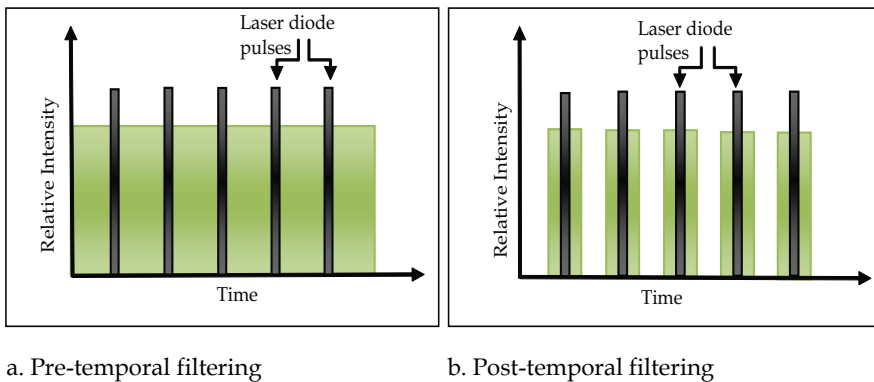 Laser diode
pulses
Relative Intensity
Time
Laser diode
pulses
Relative Intensity
Time
a. Pre-temporal filtering
b. Post-temporal filtering